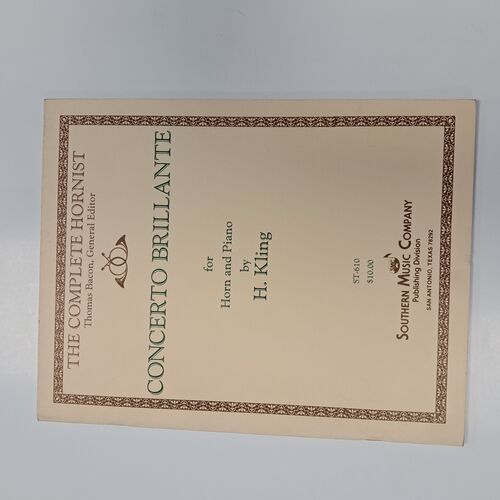 THE COMPLETE HORNIST
Thomas Bacon, General Editor
CONCERTO BRILLANTE
for
Horn and Piano
by
H. Kling
ST-610
$10.00
SOUTHERN MUSIC COMPANY
Publishing Division
SAN ANTONIO, TEXAS 78292